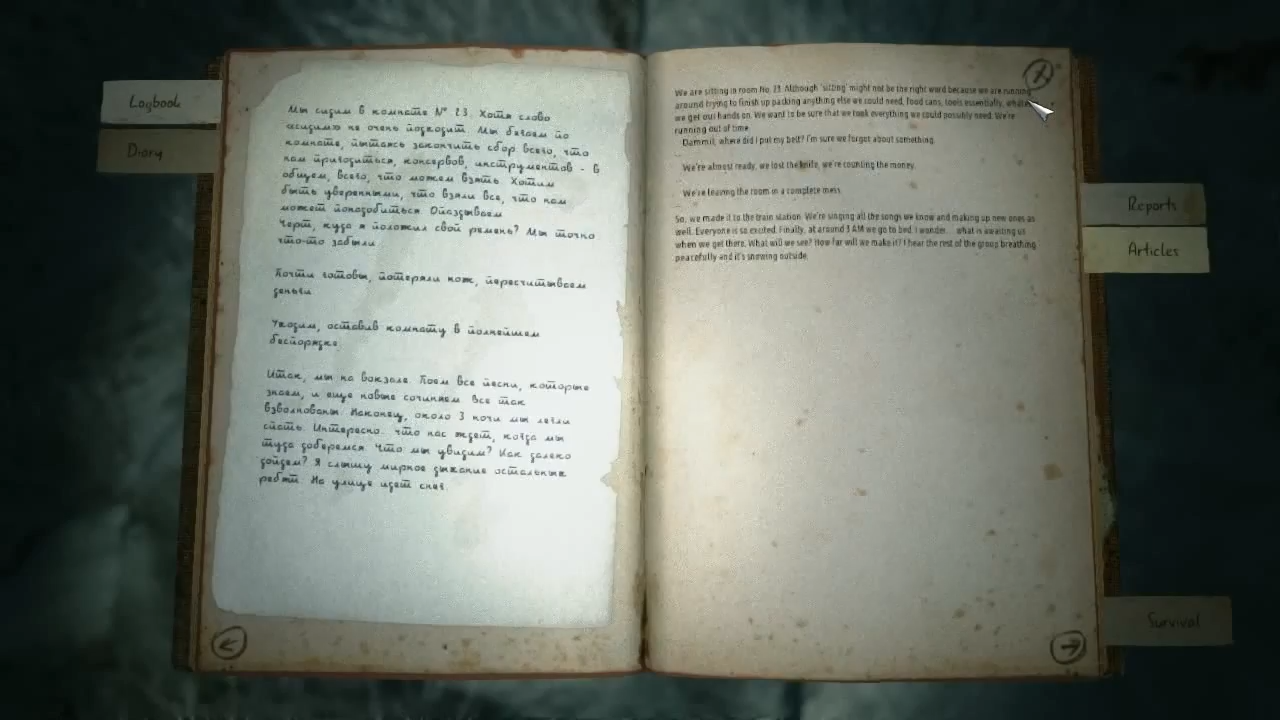 Logbook
Diary
Мы сидим в комнате № 23. Хотя слово
«сидим» не очень подходит. Мы бегаем по
комнате, пытаясь закончить сбор всего, что
нам пригодиться, консервов, инструментов - в
общем, всего, что можем взять. Хотим
быть уверенными, что взяли все, что нам
может понадобиться. Опаздываем
Черт, куда я положил свой ремень? Мы точно
что-то забыли
Почти готовы, потеряли нож, пересчитываем
деньги
Уходим, оставив комнату в полнейшем
беспорядке
Итак, мы на вокзале. Поем все песни, которые
знаем, и еще новые сочиняем. Все так
взволнованы. Наконец, около 3 ночи мы легли
спать. Интересно.. что нас ждет, когда мы
туда доберемся. Что мы увидим? Как далеко
дойдем? Я слышу мирное дыхание остальных
ребят. На улице идет снег.
We are sitting in room No. 23. Although "sitting" might not be the right word because we are running
around trying to finish up packing anything else we could need, food cans, tools essentially, whate
we get our hands on. We want to be sure that we took everything we could possibly need. We're
running out of time.
Dammit, where did I put my belt? I'm sure we forgot about something.
We're almost ready, we lost the knife, we're counting the money.
We're leaving the room in a complete mess.
So, we made it to the train station. We're singing all the songs we know and making up new ones as
well. Everyone is so excited. Finally, at around 3 AM we go to bed. I wonder... what is awaiting us
when we get there. What will we see? How far will we make it? I hear the rest of the group breathing
peacefully and it's snowing outside.
Reports
Articles
Survival